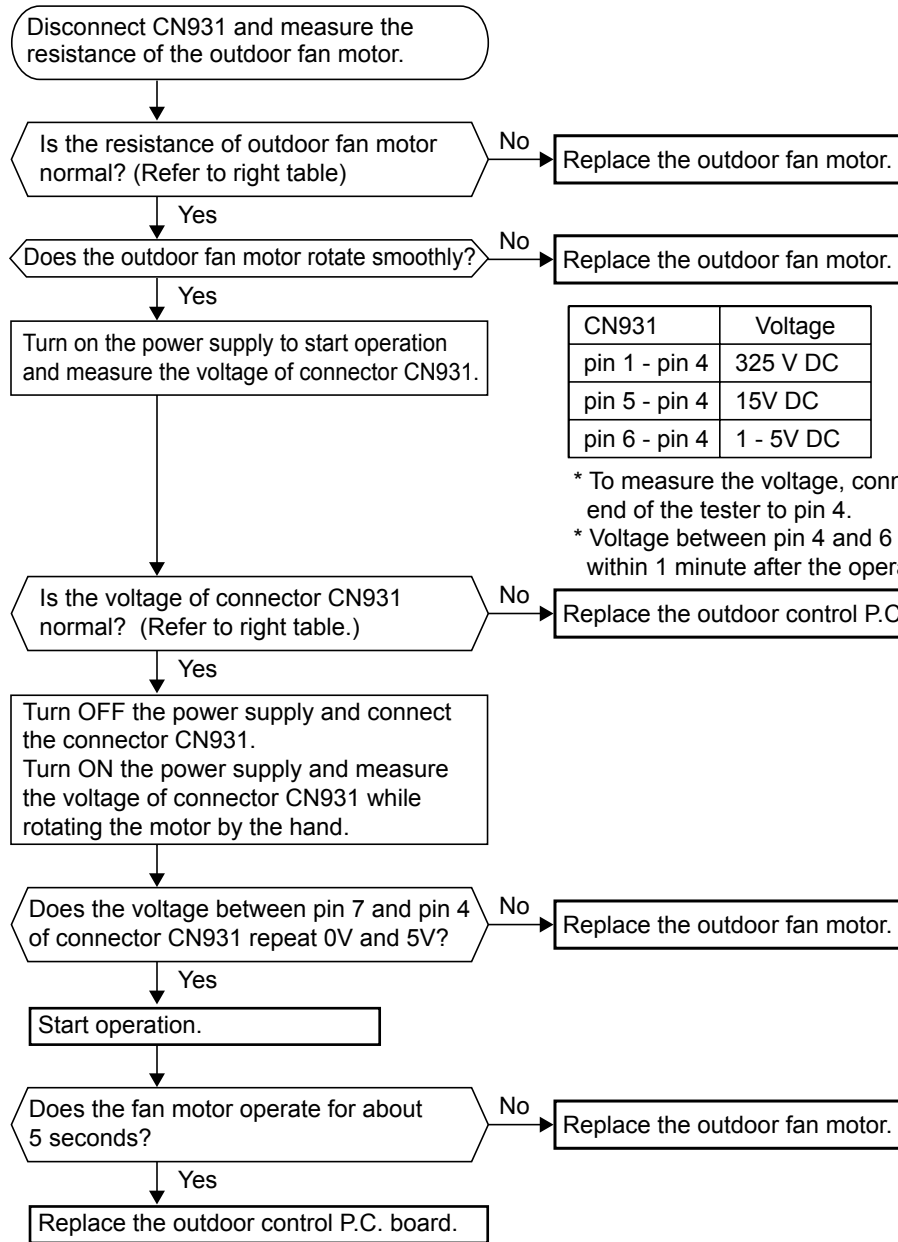 Disconnect CN931 and measure the
resistance of the outdoor fan motor.
Is the resistance of outdoor fan motor
normal? (Refer to right table)
No
Replace the outdoor fan motor.
Yes
Does the outdoor fan motor rotate smoothly?
No
Replace the outdoor fan motor.
Yes
Turn on the power supply to start operation
and measure the voltage of connector CN931.
CN931 Voltage
pin 1 - pin 4 325 V DC
pin 5 - pin 4 15V DC
pin 6 - pin 4 1 - 5V DC
* To measure the voltage,
end of the tester to pin 4.
* Voltage between pin 4 and 6
within 1 minute after the
Is the voltage of connector CN931
normal? (Refer to right table.)
No
Replace the outdoor control
Yes
Turn OFF the power supply and connect
the connector CN931.
Turn ON the power supply and measure
the voltage of connector CN931 while
rotating the motor by the hand.
Does the voltage between pin 7 and pin 4
of connector CN931 repeat 0V and 5V?
No
Replace the outdoor fan motor.
Yes
Start operation.
Does the fan motor operate for about
5 seconds?
No
Replace the outdoor fan motor.
Yes
Replace the outdoor control P.C. board.